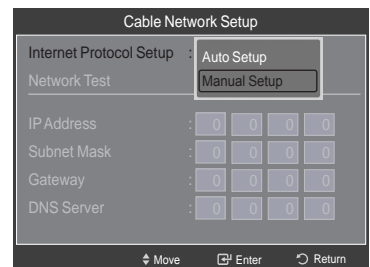 Cable Network Setup
Internet Protocol Setup : Auto Setup
Manual Setup
Network Test
IP Address : 0 0 0 0
Subnet Mask : 0 0 0 0
Gateway : 0 0 0 0
DNS Server : 0 0 0 0
Move Enter Return